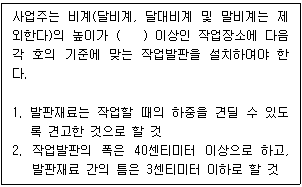 사업주는 비계(달비계, 달대비계 및 말비계는 제
외한다)의 높이가 (　　) 이상인 작업장소에 다음
각 호의 기준에 맞는 작업발판을 설치하여야 한
다.
1. 발판재료는 작업할 때의 하중을 견딜 수 있도
록 견고한 것으로 할 것
2. 작업발판의 폭은 40센티미터 이상으로 하고,
발판재료 간의 틈은 3센티미터 이하로 할 것